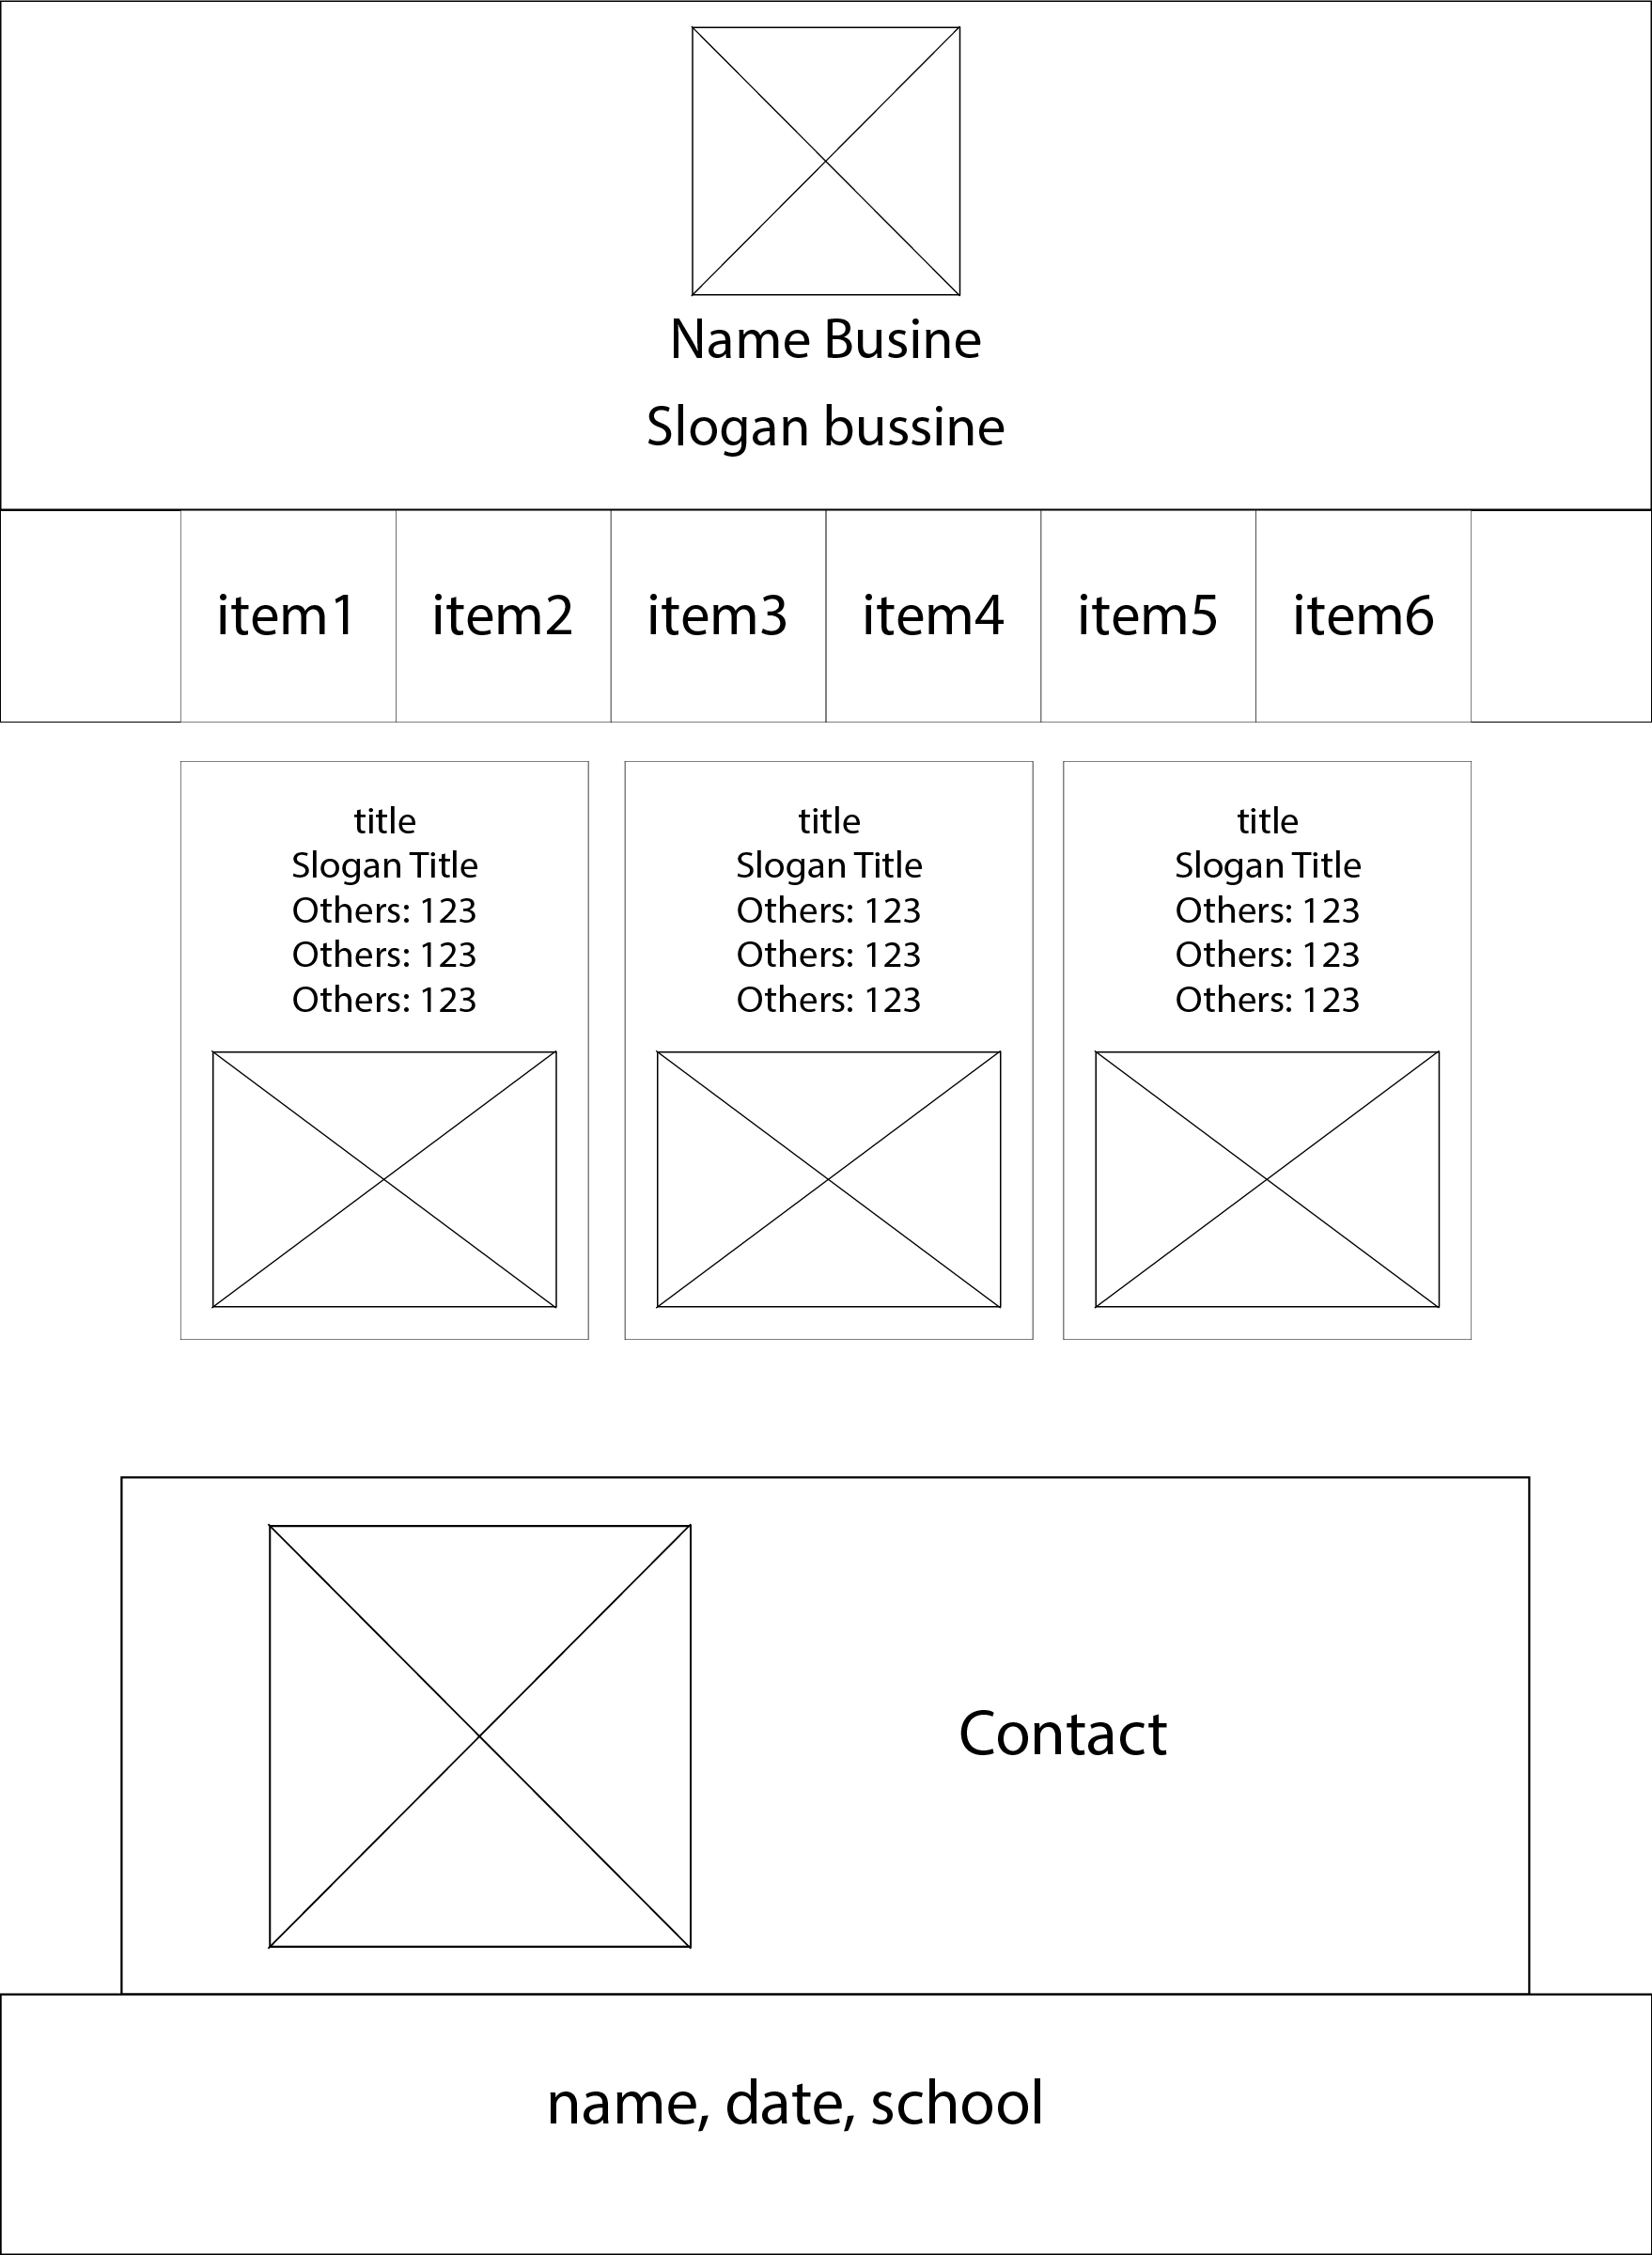 Name Busine
Slogan bussine
item1 item2 item3 item4 item5 item6
title
Slogan Title
Others: 123
Others: 123
Others: 123
title
Slogan Title
Others: 123
Others: 123
Others: 123
title
Slogan Title
Others: 123
Others: 123
Others: 123
Contact
name, date, school